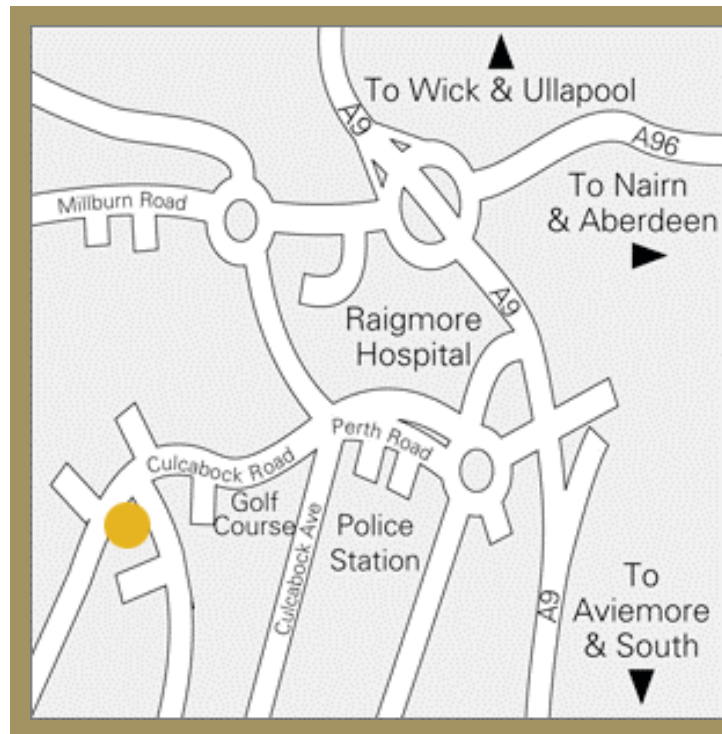 A9
To Wick & Ullapool
A96
To Nairn
& Aberdeen
Millburn Road
A9
Raigmore
Hospital
Perth Road
Culcabock Road
Golf
Course
Culcabock Ave
Police
Station
A9
To
Aviemore
& South